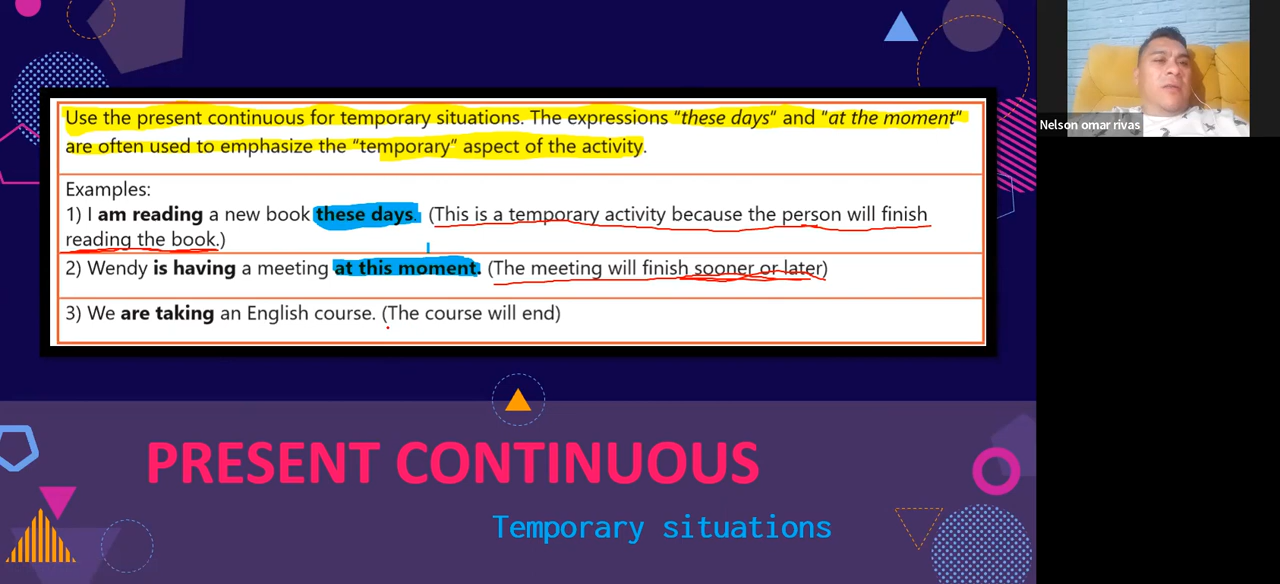 Use the present continuous for temporary situations. The expressions "these days" and "at the moment"
are often used to emphasize the "temporary" aspect of the activity.
Examples:
1) I am reading a new book these days. (This is a temporary activity because the person will finish
reading the book.)
2) Wendy is having a meeting at this moment. (The meeting will finish sooner or later)
3) We are taking an English course. (The course will end)
PRESENT CONTINUOUS
Temporary situations
Nelson omar rivas